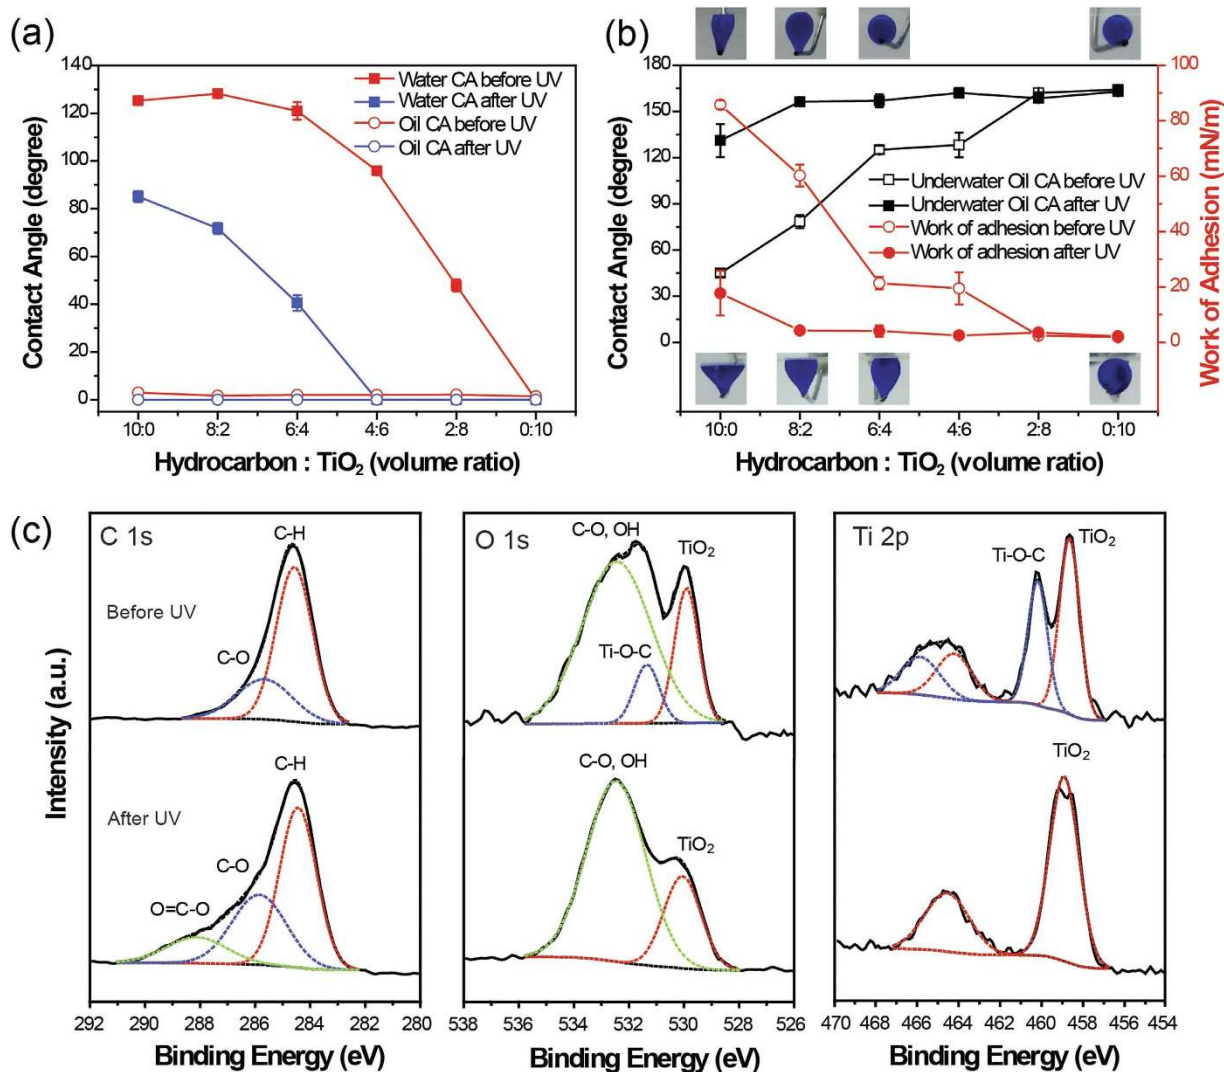 (a)
140
120
100
80
60
40
20
0
Contact Angle (degree)
Water CA before UV
Water CA after UV
Oil CA before UV
Oil CA after UV
10:0 8:2 6:4 4:6 2:8 0:10
Hydrocarbon : TiO₂ (volume ratio)
(b)
180
150
120
90
60
45
30
0
Contact Angle (degree)
Underwater Oil CA before UV
Underwater Oil CA after UV
Work of adhesion before UV
Work of adhesion after UV
100
80
60
40
20
0
Work of Adhesion (mN/m)
10:0 8:2 6:4 4:6 2:8 0:10
Hydrocarbon : TiO₂ (volume ratio)
(c)
Intensity (a.u.)
C 1s
C-H
Before UV
C-O
C-H
After UV
C-O
O=C-O
292 290 288 286 284 282 280
Binding Energy (eV)
O 1s
C-O, OH
TiO₂
Ti-O-C
C-O, OH
TiO₂
538 536 534 532 530 528 526
Binding Energy (eV)
Ti 2p
TiO₂
Ti-O-C
TiO₂
470 468 466 464 462 460 458 456 454
Binding Energy (eV)